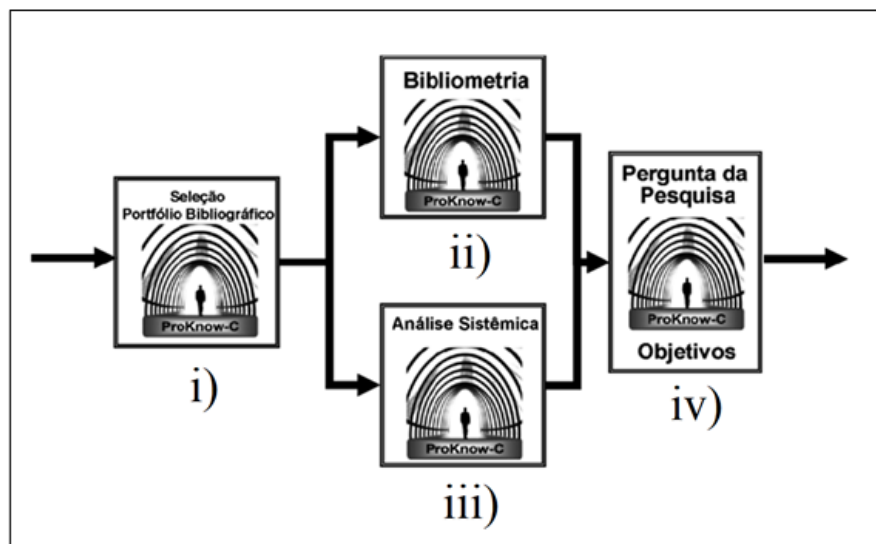 Seleção
Portfólio Bibliográfico
ProKnow-C
i)
Bibliometria
ProKnow-C
ii)
Análise Sistêmica
ProKnow-C
iii)
Pergunta da
Pesquisa
ProKnow-C
Objetivos
iv)